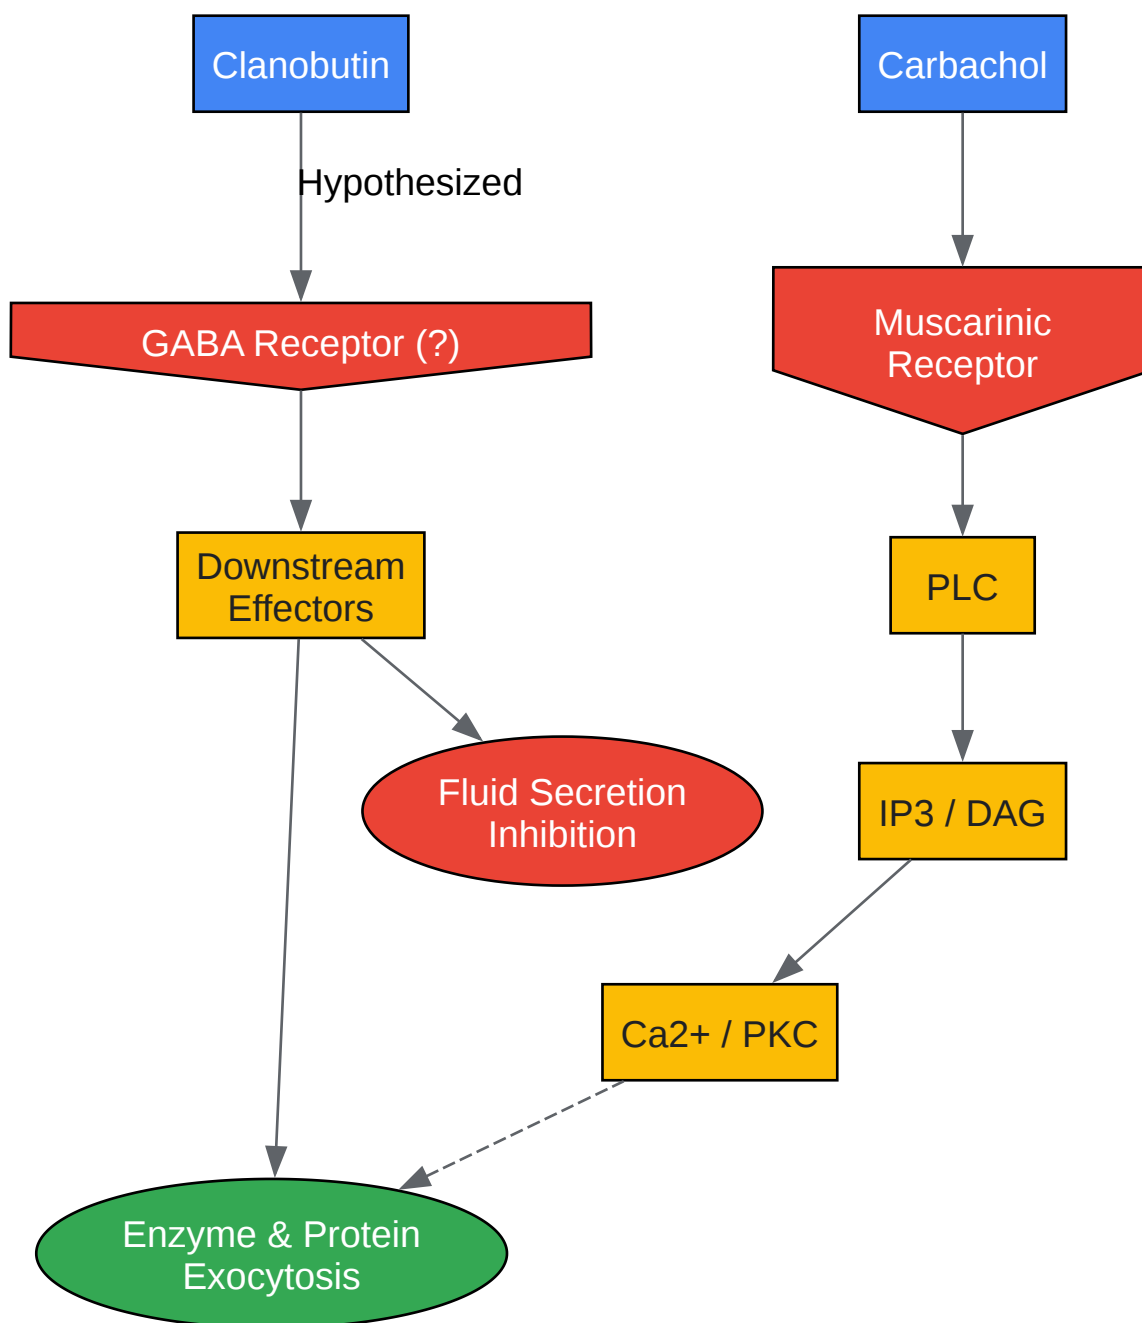 Clanobutin
Carbachol
Hypothesized
GABA Receptor (?)
Muscarinic
Receptor
Downstream
Effectors
PLC
Fluid Secretion
Inhibition
IP3 / DAG
Ca2+ / PKC
Enzyme & Protein
Exocytosis